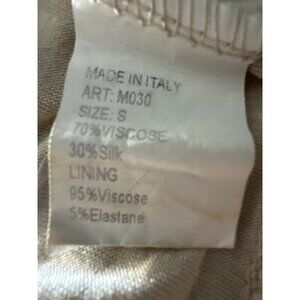 MADE IN ITALY
ART: M030
SIZE: S
70%VISCOSE
30%Silk
LINING
95%Viscose
5%Elastane